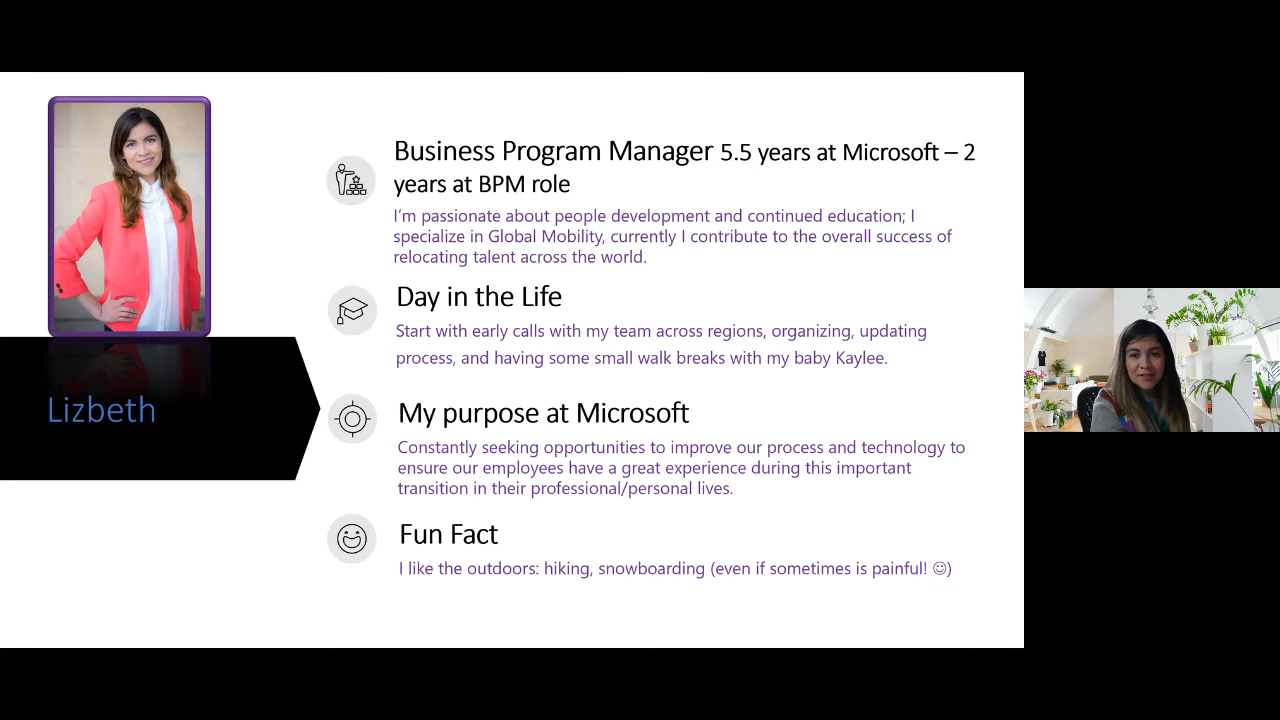 Business Program Manager 5.5 years at Microsoft – 2
years at BPM role
I'm passionate about people development and continued education; I
specialize in Global Mobility, currently I contribute to the overall success of
relocating talent across the world.
Day in the Life
Start with early calls with my team across regions, organizing, updating
process, and having some small walk breaks with my baby Kaylee.
Lizbeth
My purpose at Microsoft
Constantly seeking opportunities to improve our process and technology to
ensure our employees have a great experience during this important
transition in their professional/personal lives.
Fun Fact
I like the outdoors: hiking, snowboarding (even if sometimes is painful! ☺)